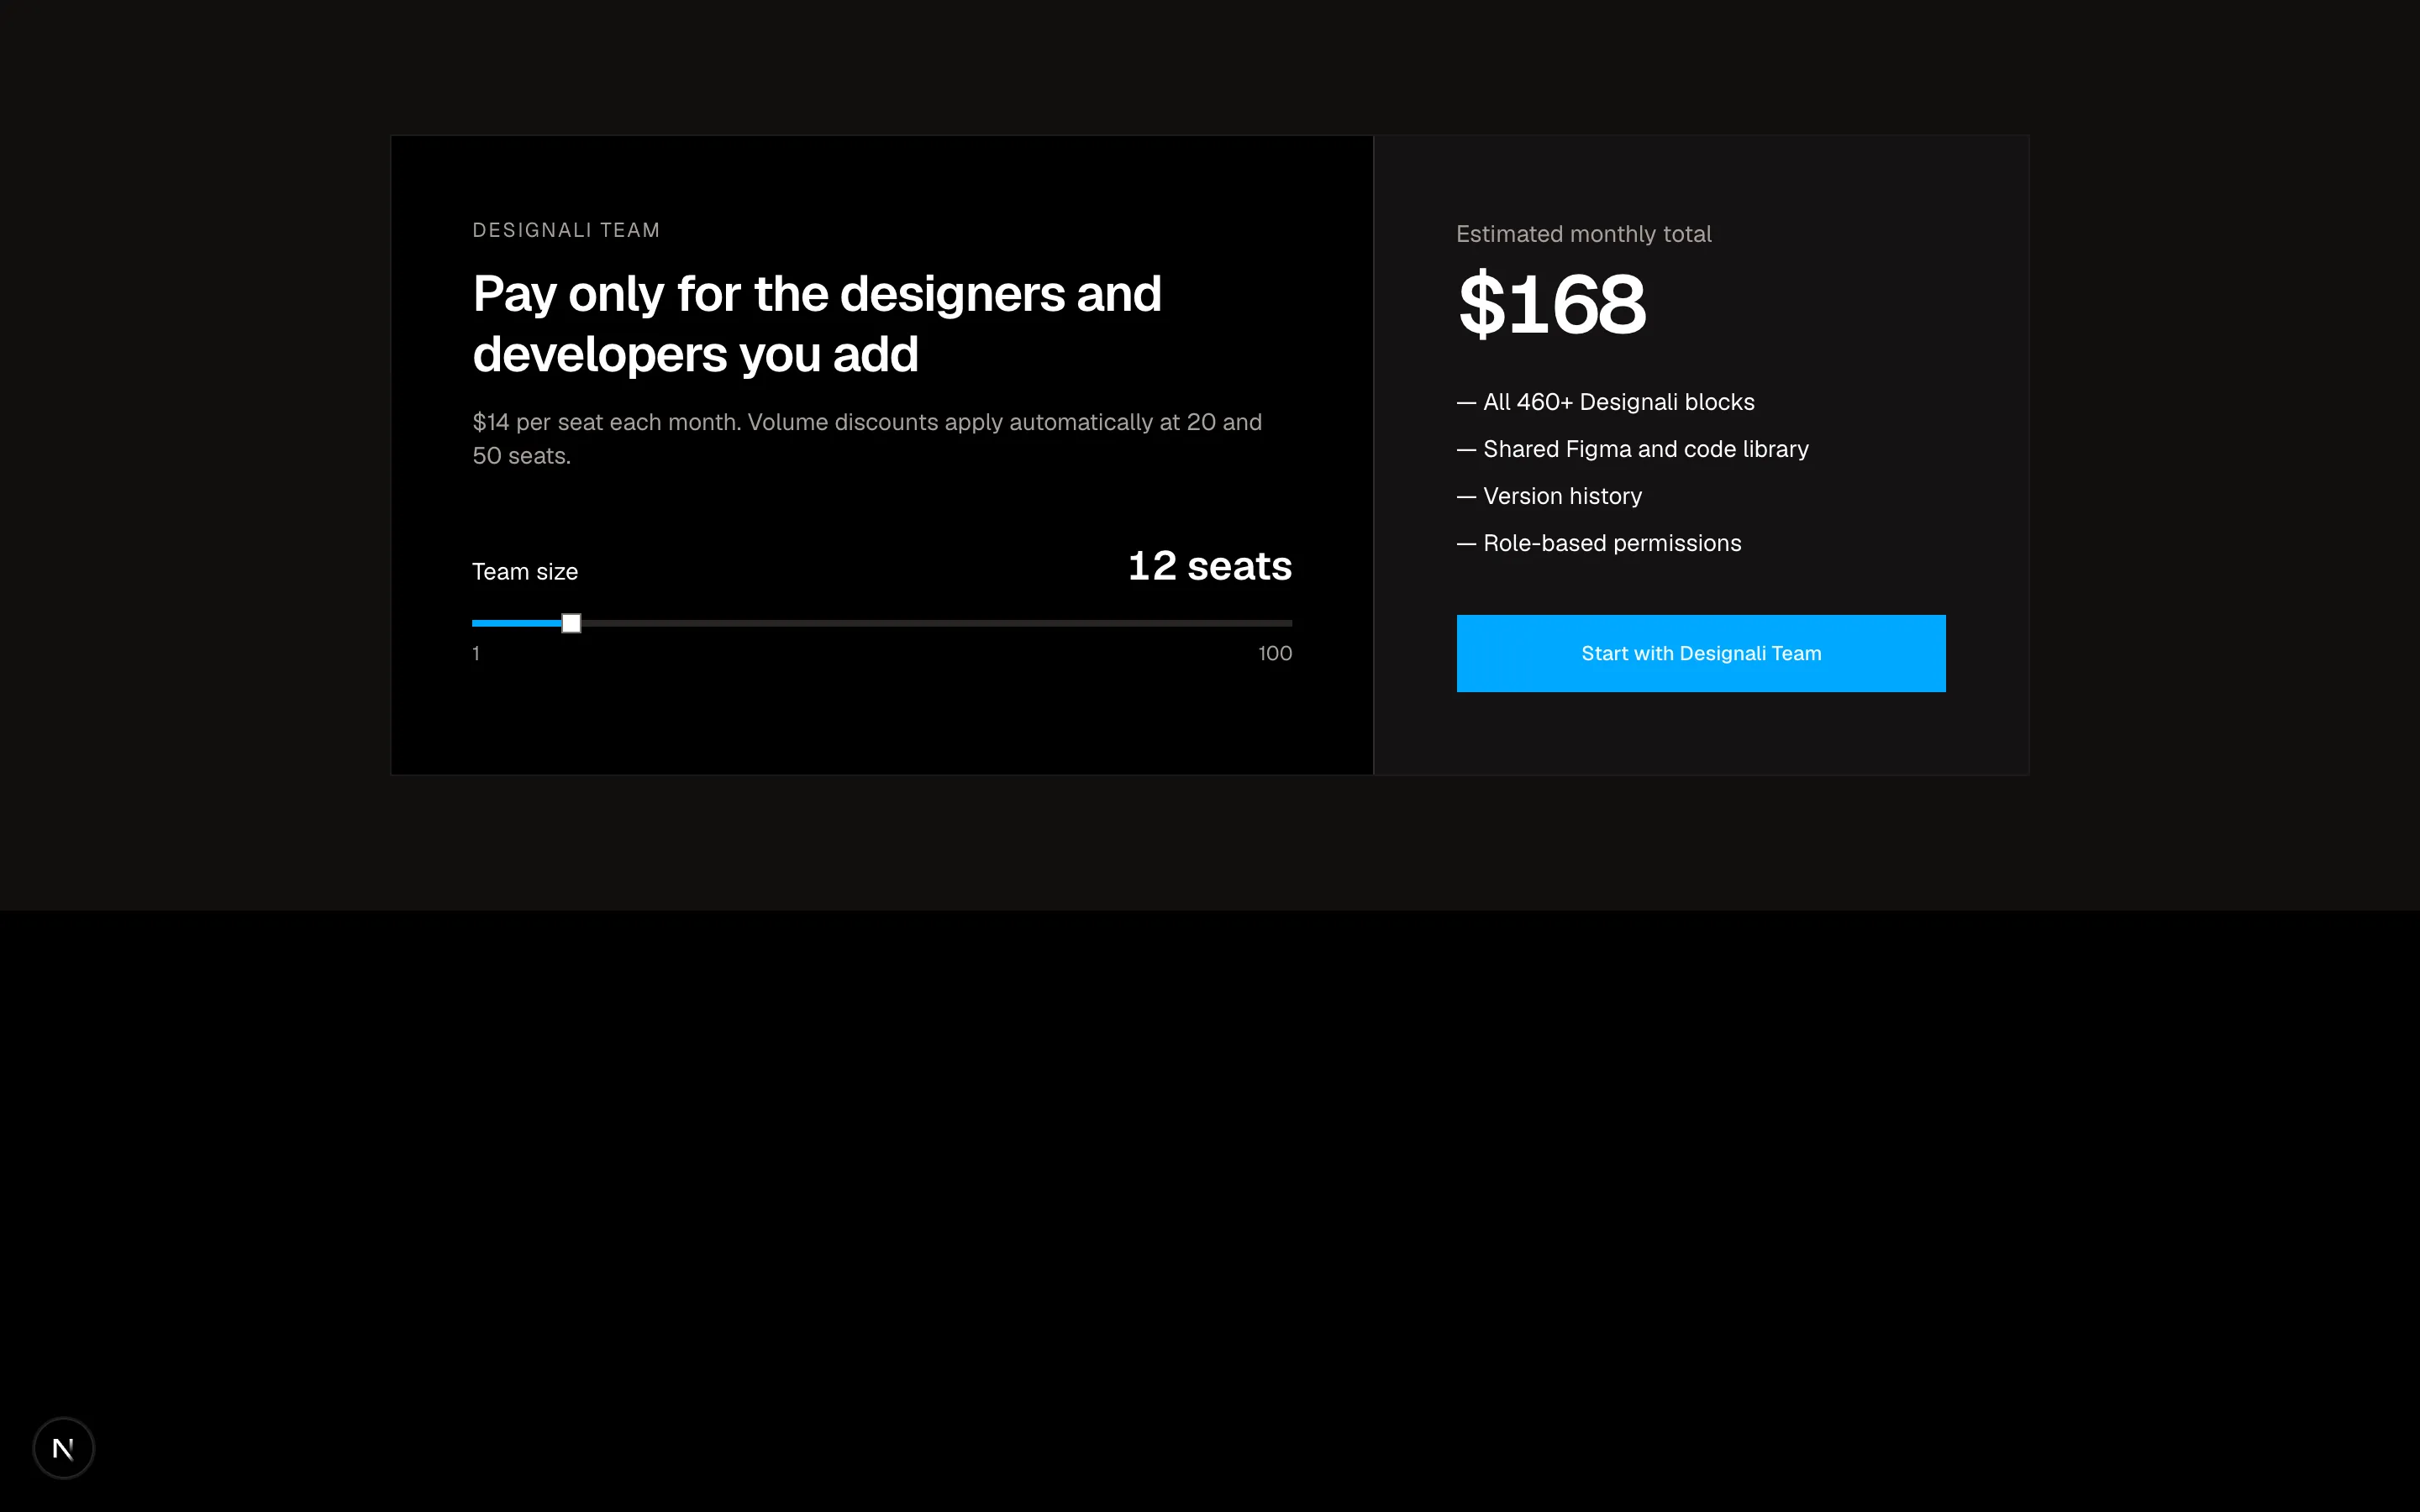 DESIGNALI TEAM
Pay only for the designers and
developers you add
$14 per seat each month. Volume discounts apply automatically at 20 and
50 seats.
Team size
12 seats
1
100
Estimated monthly total
$168
— All 460+ Designali blocks
— Shared Figma and code library
— Version history
— Role-based permissions
Start with Designali Team
N